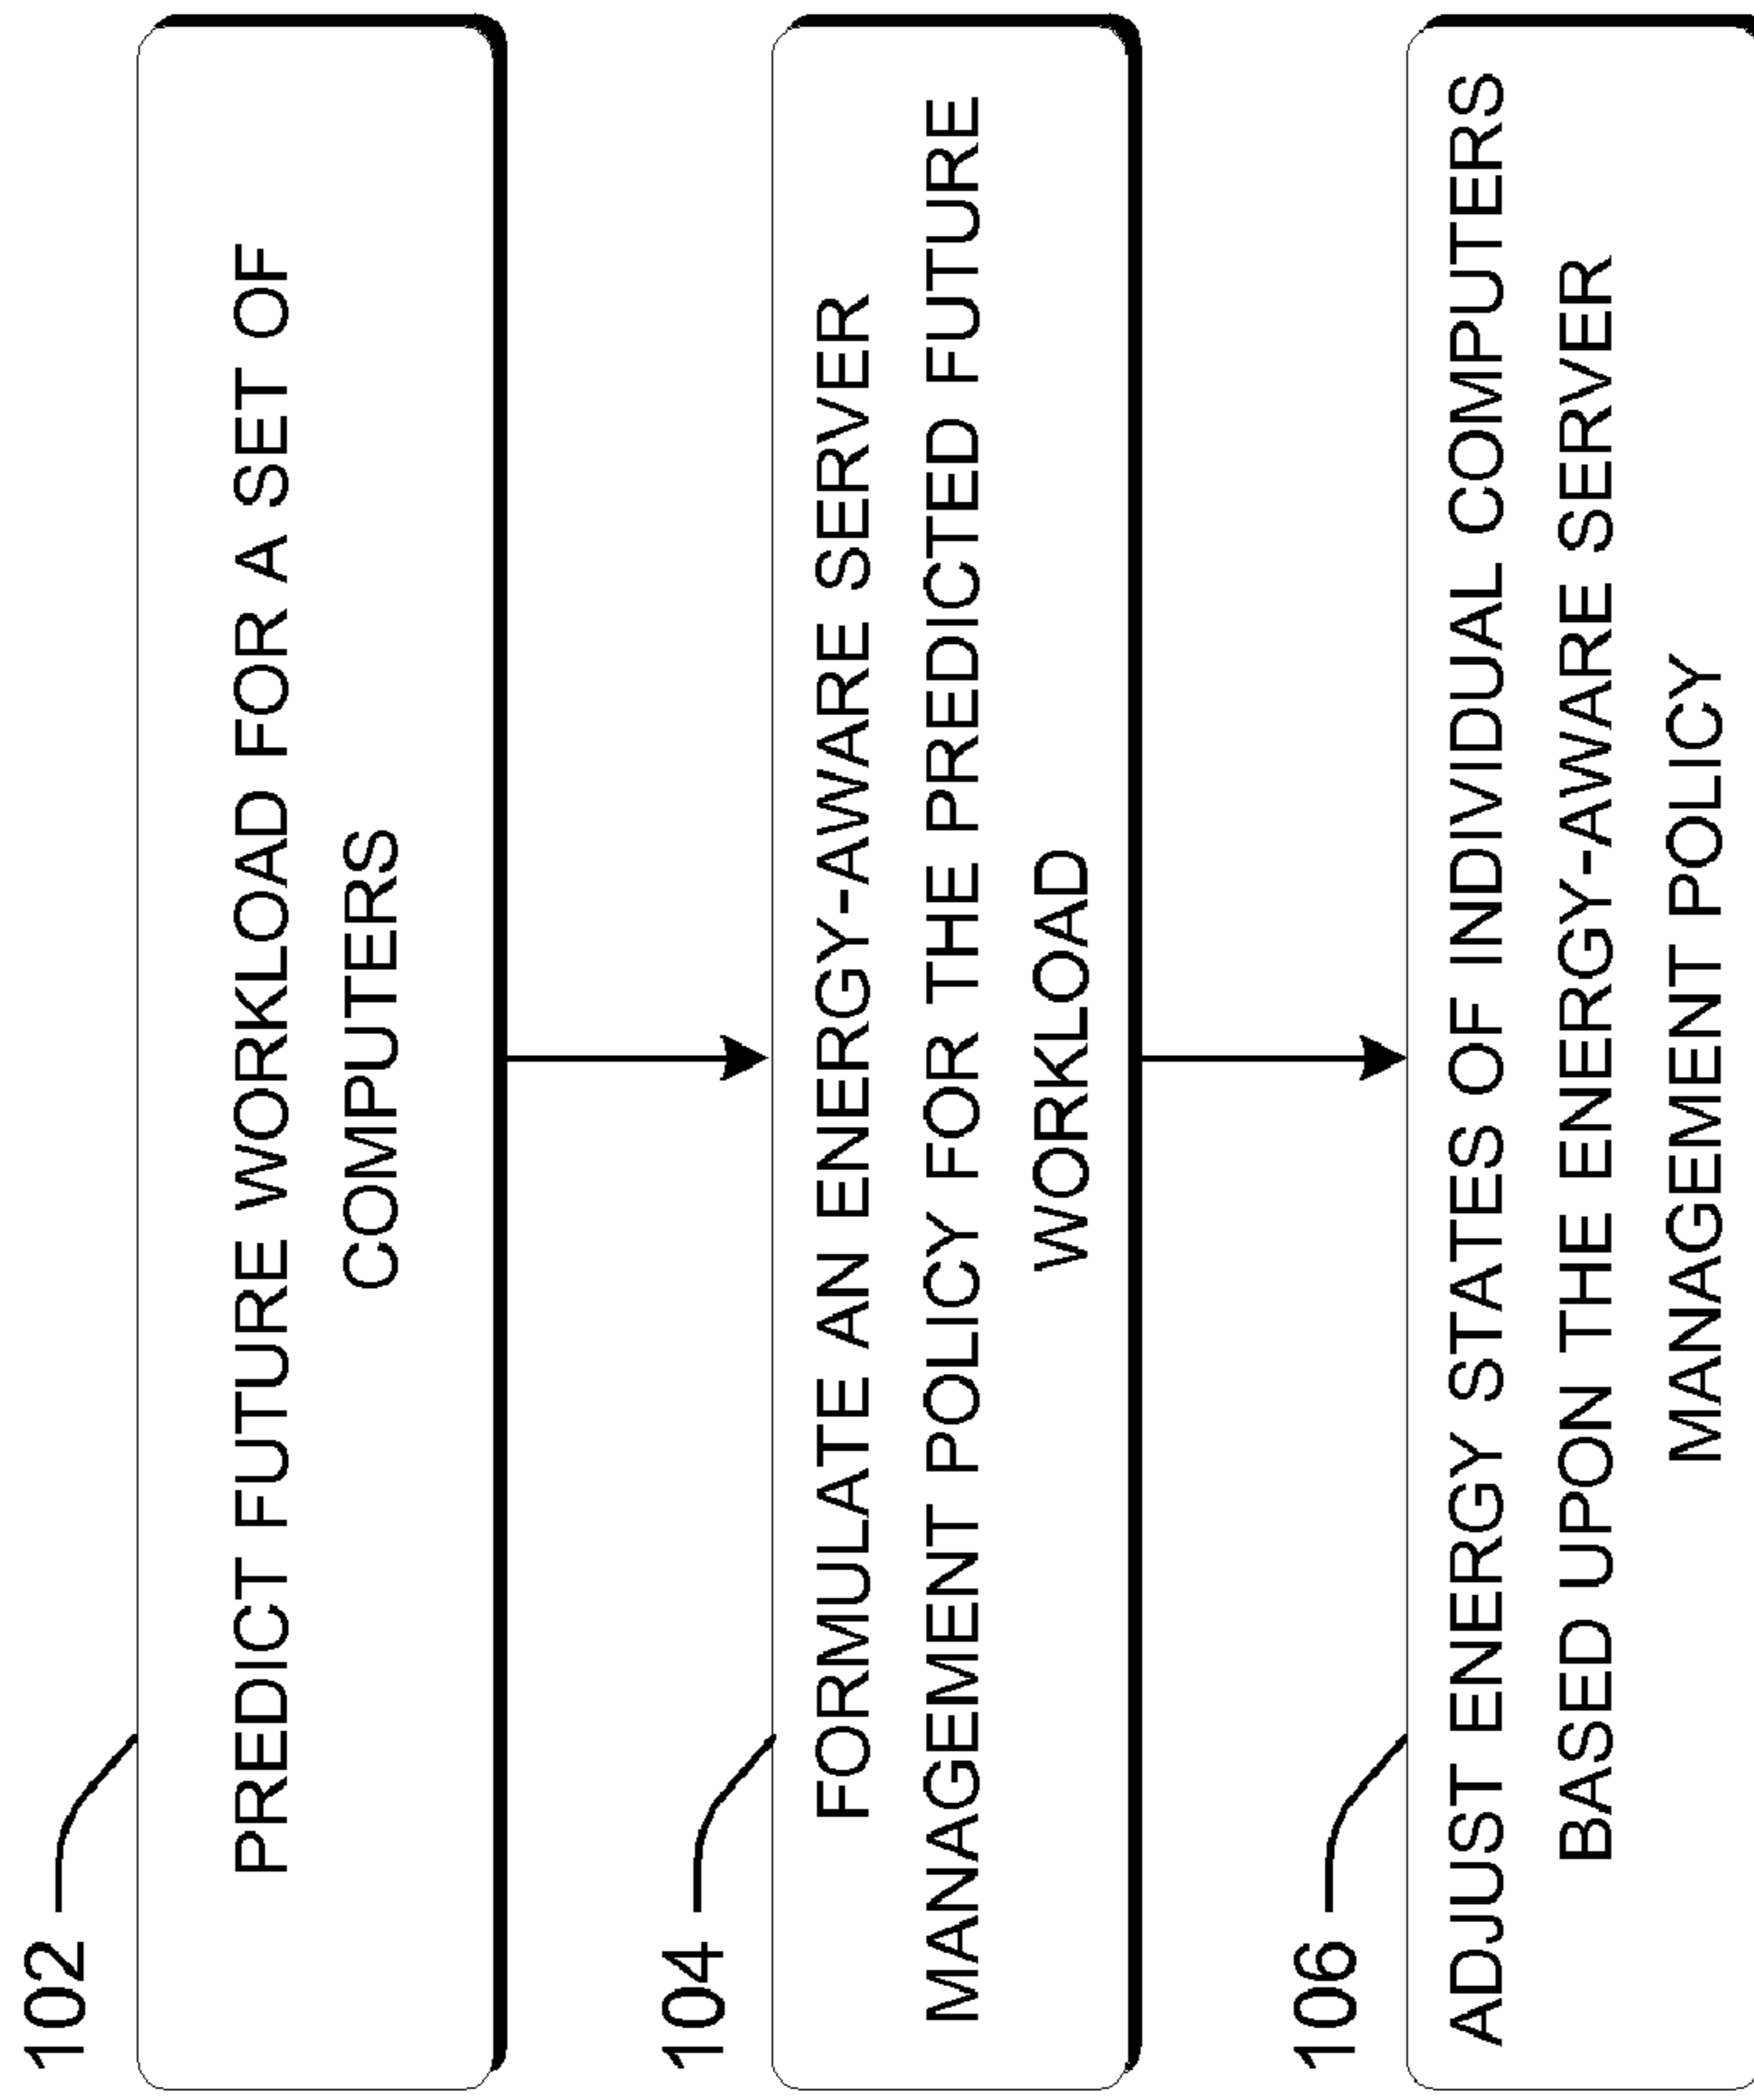 102
PREDICT FUTURE WORKLOAD FOR A SET OF
COMPUTERS
104
FORMULATE AN ENERGY-AWARE SERVER
MANAGEMENT POLICY FOR THE PREDICTED FUTURE
WORKLOAD
106
ADJUST ENERGY STATES OF INDIVIDUAL COMPUTERS
BASED UPON THE ENERGY-AWARE SERVER
MANAGEMENT POLICY